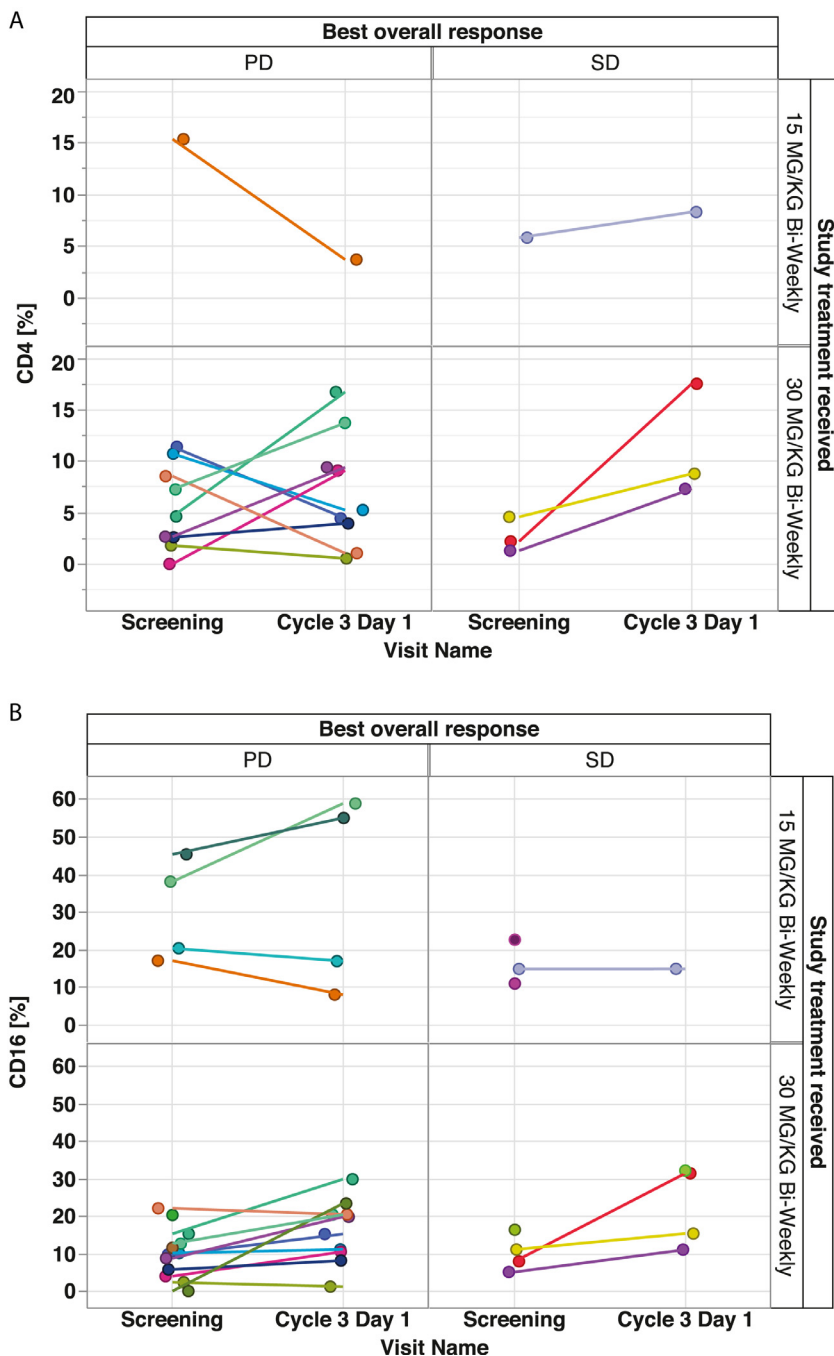 A
Best overall response
PD SD
20
15
10
5
0
15 MG/KG Bi-Weekly
CD4 [%]
20
15
10
5
0
30 MG/KG Bi-Weekly
Study treatment received
Screening Cycle 3 Day 1 Screening Cycle 3 Day 1
Visit Name
B
Best overall response
PD SD
60
50
40
30
20
10
0
15 MG/KG Bi-Weekly
CD16 [%]
60
50
40
30
20
10
0
30 MG/KG Bi-Weekly
Study treatment received
Screening Cycle 3 Day 1 Screening Cycle 3 Day 1
Visit Name